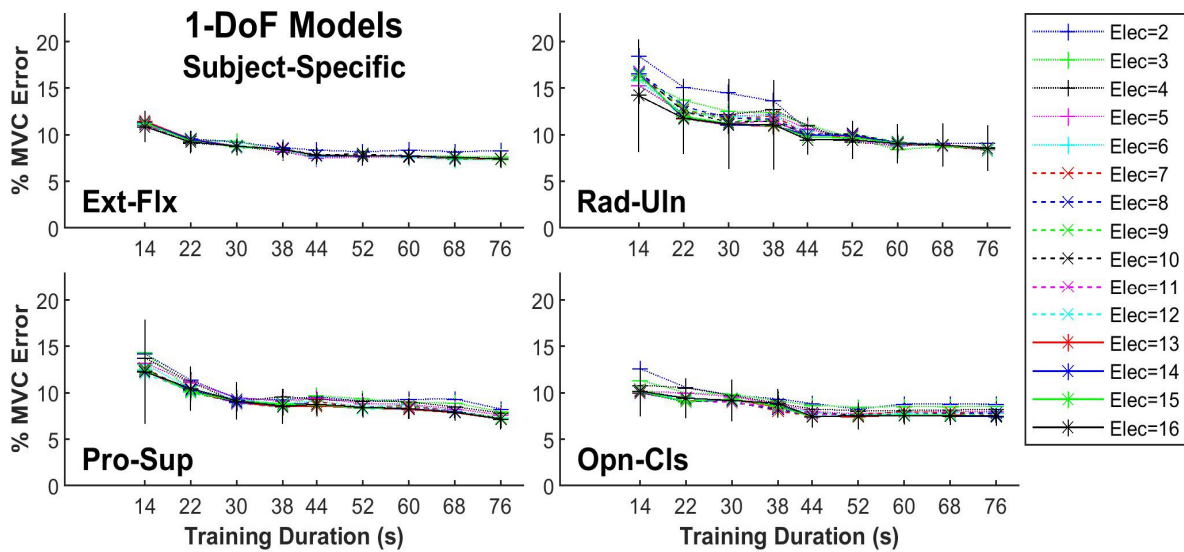 1-DoF Models
Subject-Specific
% MVC Error
20
15
10
5
0
Ext-Flx
14 22 30 38 44 52 60 68 76
20
15
10
5
0
Rad-Uln
14 22 30 38 44 52 60 68 76
% MVC Error
20
15
10
5
0
Pro-Sup
14 22 30 38 44 52 60 68 76
Training Duration (s)
20
15
10
5
0
Opn-Cls
14 22 30 38 44 52 60 68 76
Training Duration (s)
Elec=2
Elec=3
Elec=4
Elec=5
Elec=6
Elec=7
Elec=8
Elec=9
Elec=10
Elec=11
Elec=12
Elec=13
Elec=14
Elec=15
Elec=16